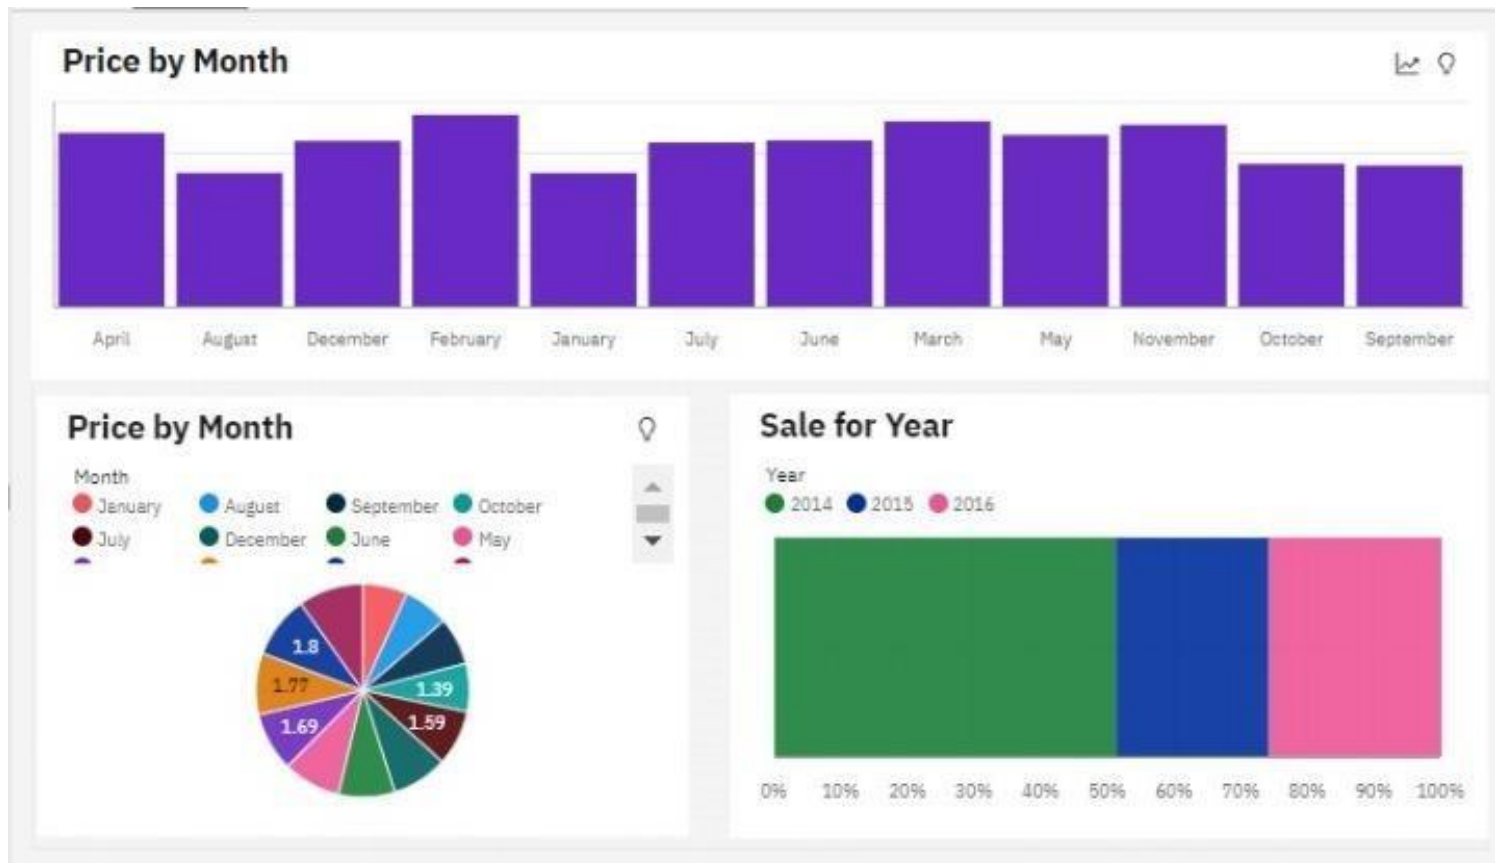 Price by Month
April August December February January July June March May November October September
Price by Month
Month
January August September October
July December June May
1.8
1.77
1.39
1.69
1.59
Sale for Year
Year
2014 2015 2016
0% 10% 20% 30% 40% 50% 60% 70% 80% 90% 100%